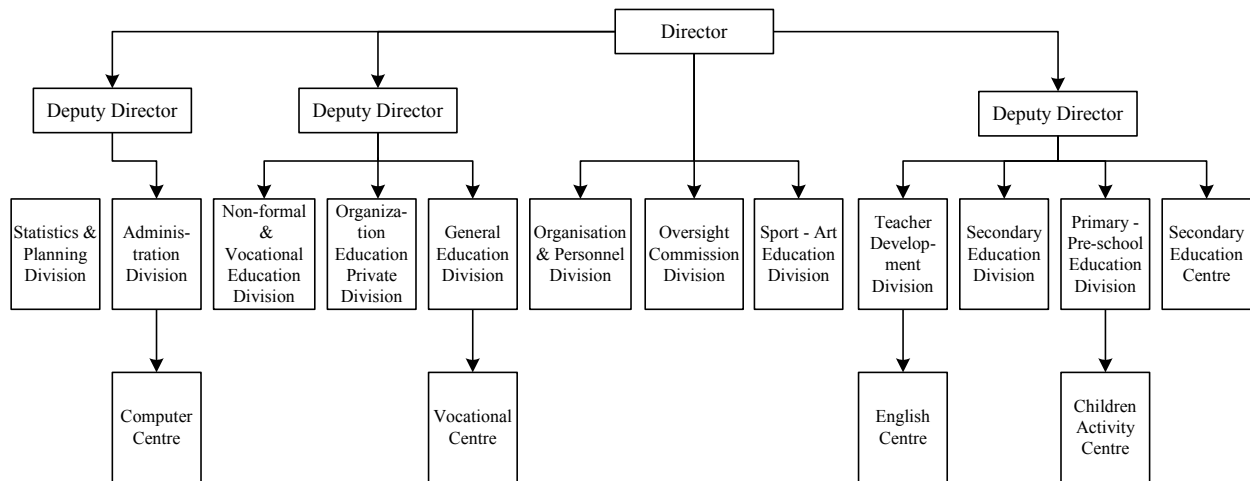 Director
Deputy Director
Deputy Director
Deputy Director
Statistics &
Planning
Division
Adminis-
tration
Division
Non-formal
&
Vocational
Education
Division
Organiza-
tion
Education
Private
Division
General
Education
Division
Organisation
& Personnel
Division
Oversight
Commission
Division
Sport - Art
Education
Division
Teacher
Develop-
ment
Division
Secondary
Education
Division
Primary -
Pre-school
Education
Division
Secondary
Education
Centre
Computer
Centre
Vocational
Centre
English
Centre
Children
Activity
Centre